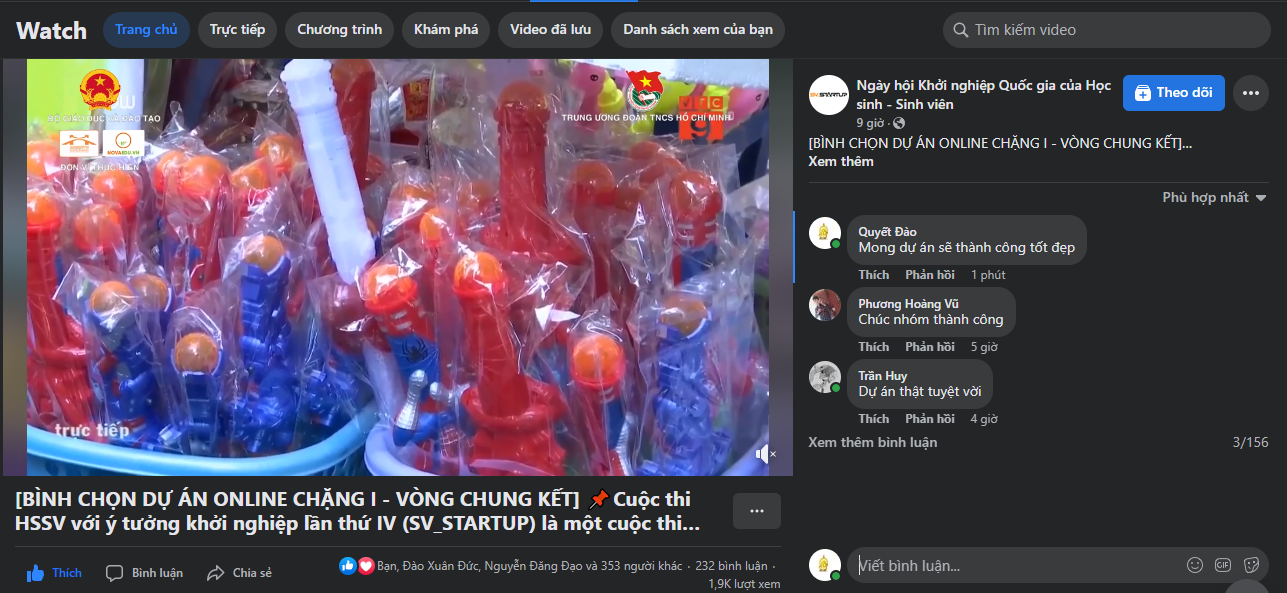 Watch
Trang chủ
Trực tiếp
Chương trình
Khám phá
Video đã lưu
Danh sách xem của bạn
Tìm kiếm video
BỘ GIÁO DỤC VÀ ĐÀO TẠO
NOVAEDU.VN
ĐƠN VỊ THỰC HIỆN
TRUNG ƯƠNG ĐOÀN TNCS HỒ CHÍ MINH
VTC
9
trực tiếp
[BÌNH CHỌN DỰ ÁN ONLINE CHẶNG I - VÒNG CHUNG KẾT] 📌 Cuộc thi
HSSV với ý tưởng khởi nghiệp lần thứ IV (SV_STARTUP) là một cuộc thi...
Thích
Bình luận
Chia sẻ
Bạn, Đào Xuân Đức, Nguyễn Đăng Đạo và 353 người khác · 232 bình luận ·
1,9K lượt xem
SV.STARTUP
Ngày hội Khởi nghiệp Quốc gia của Học
sinh - Sinh viên
9 giờ ·
Theo dõi
[BÌNH CHỌN DỰ ÁN ONLINE CHẶNG I - VÒNG CHUNG KẾT]...
Xem thêm
Phù hợp nhất
Quyết Đào
Mong dự án sẽ thành công tốt đẹp
Thích Phản hồi 1 phút
Phương Hoàng Vũ
Chúc nhóm thành công
Thích Phản hồi 5 giờ
Trần Huy
Dự án thật tuyệt vời
Thích Phản hồi 4 giờ
Xem thêm bình luận
3/156
Viết bình luận...
GIF